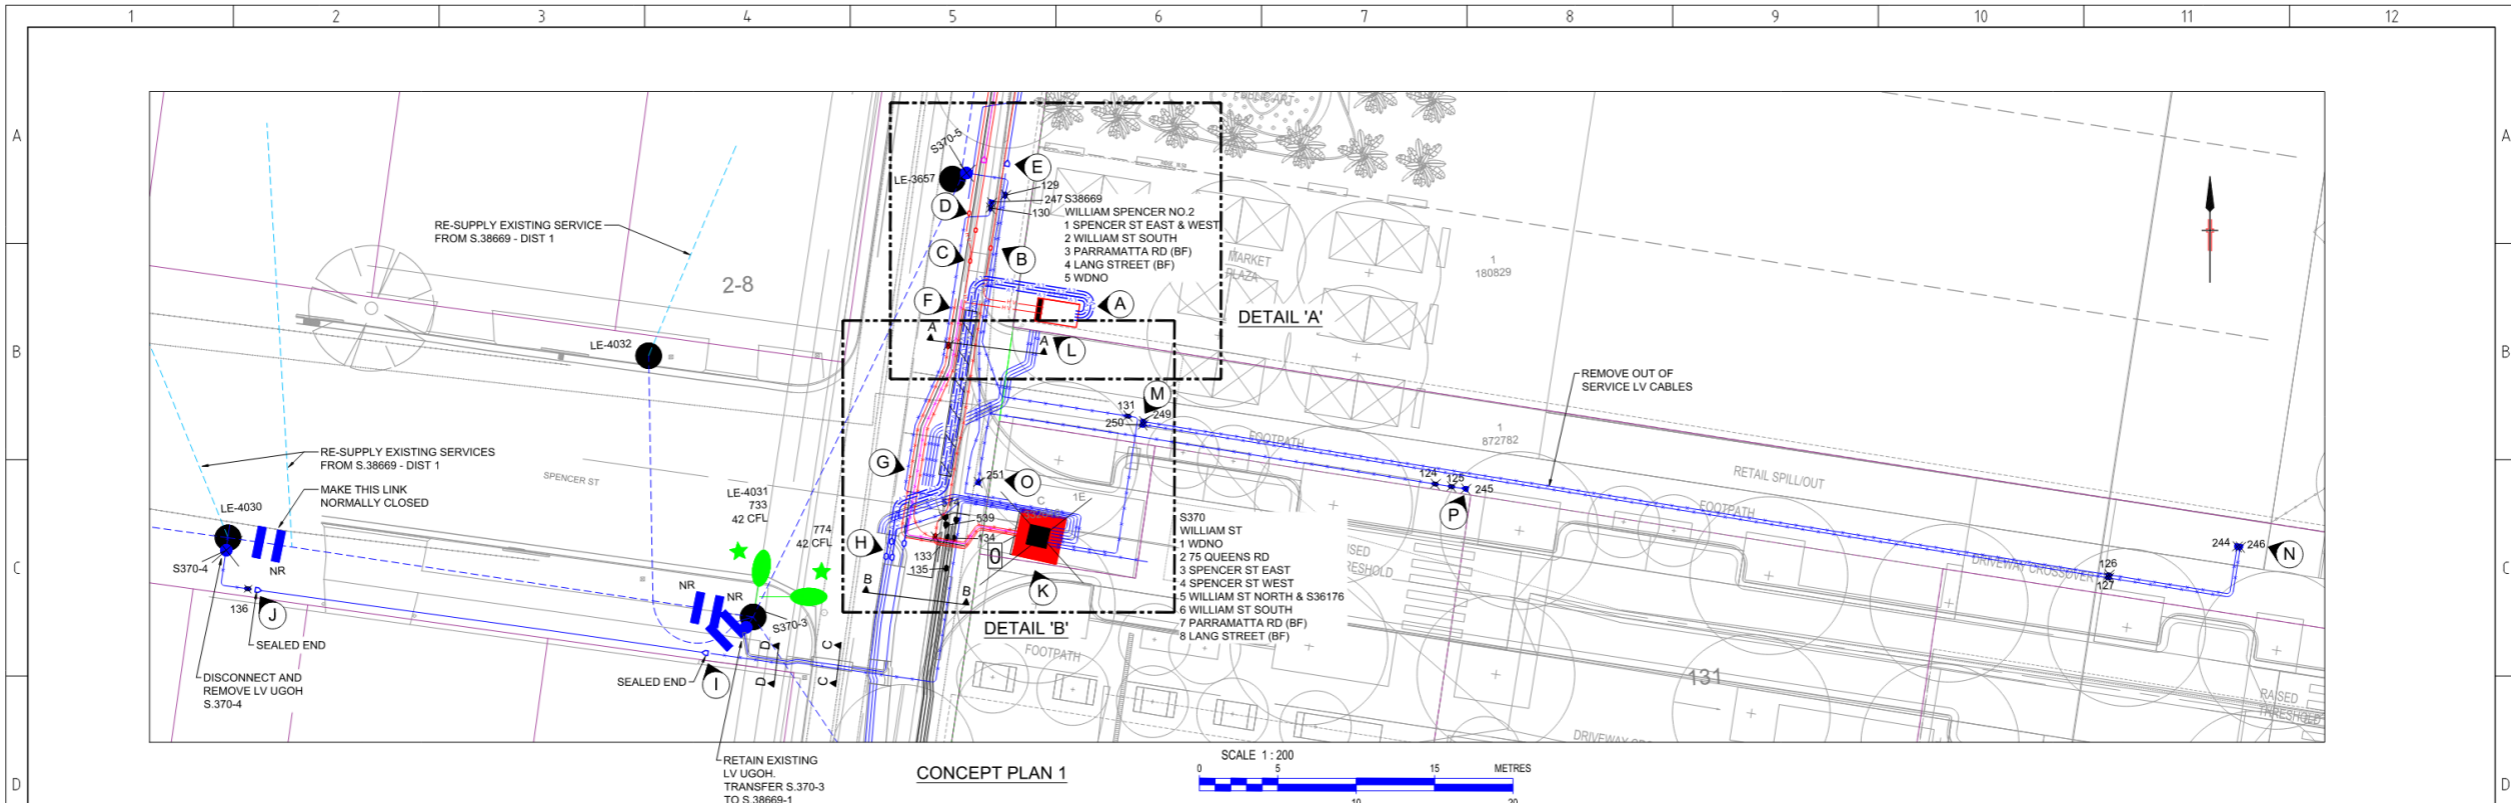 1 2 3 4 5 6 7 8 9 10 11 12
A
A
B
B
C
C
D
D
PUBLIC ART
S370-5
LE-3657
E
D
129
247
130
S38669
WILLIAM SPENCER NO.2
1 SPENCER ST EAST & WEST
2 WILLIAM ST SOUTH
3 PARRAMATTA RD (BF)
4 LANG STREET (BF)
5 WDNO
RE-SUPPLY EXISTING SERVICE
FROM S.38669 - DIST 1
C
B
MARKET
PLAZA
1
180829
2-8
F
A
DETAIL 'A'
A
A
L
LE-4032
REMOVE OUT OF
SERVICE LV CABLES
M
131
249
250
FOOTPATH
1
872782
RE-SUPPLY EXISTING SERVICES
FROM S.38669 - DIST 1
SPENCER ST
G
251
O
C
1E
124
125
245
P
RETAIL SPILL/OUT
FOOTPATH
MAKE THIS LINK
NORMALLY CLOSED
LE-4030
LE-4031
733
42 CFL
774
42 CFL
574
539
134
133
135
H
S370
WILLIAM ST
1 WDNO
2 75 QUEENS RD
3 SPENCER ST EAST
4 SPENCER ST WEST
5 WILLIAM ST NORTH & S36176
6 WILLIAM ST SOUTH
7 PARRAMATTA RD (BF)
8 LANG STREET (BF)
244
246
N
126
127
DRIVEWAY CROSSOVER
S370-4
NR
136
J
NR
NR
S370-3
B
B
K
DETAIL 'B'
SEALED END
DISCONNECT AND
REMOVE LV UGOH
S.370-4
SEALED END
I
D
D
C
C
FOOTPATH
131
RAISED
THRESHOLD
RETAIN EXISTING
LV UGOH.
TRANSFER S.370-3
TO S.38669-1
CONCEPT PLAN 1
SCALE 1 : 200
0 5 15 METRES
10 20